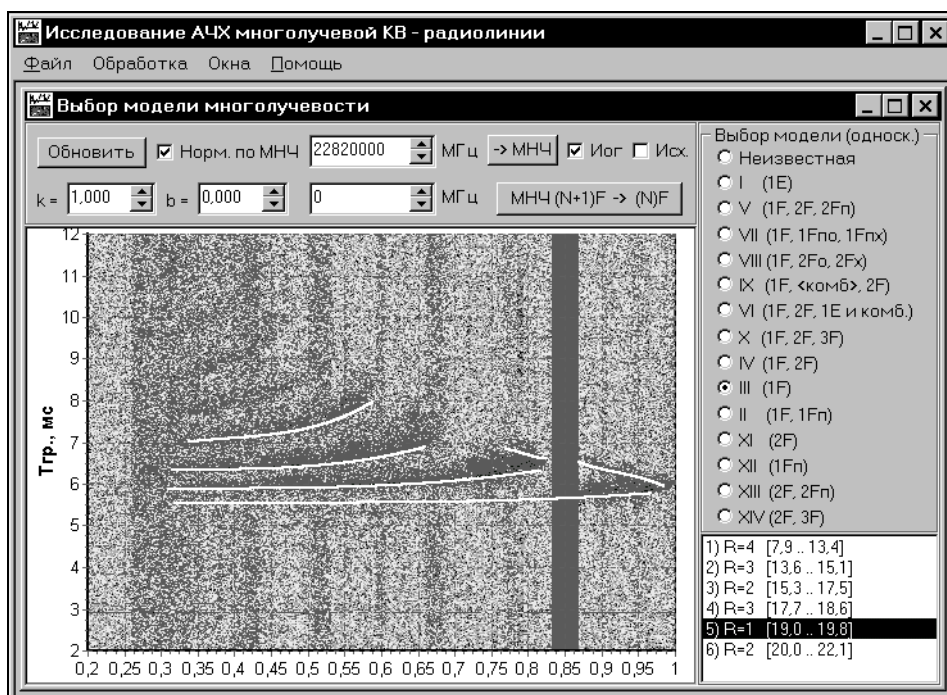 Исследование АЧХ многолучевой КВ - радиолинии
Файл Обработка Окна Помощь
Выбор модели многолучевости
Обновить Норм. по МНЧ 22820000 МГц -> МНЧ Иог Исх.
k = 1,000 b = 0,000 0 МГц МНЧ (N+1)F -> (N)F
Tгр., мс
12
11
10
9
8
7
6
5
4
3
2
0,2 0,25 0,3 0,35 0,4 0,45 0,5 0,55 0,6 0,65 0,7 0,75 0,8 0,85 0,9 0,95 1
Выбор модели (односк.)
Неизвестная
I (1E)
V (1F, 2F, 2Fп)
VII (1F, 1Fпо, 1Fпх)
VIII (1F, 2Fо, 2Fх)
IX (1F, <комб>, 2F)
VI (1F, 2F, 1E и комб.)
X (1F, 2F, 3F)
IV (1F, 2F)
III (1F)
II (1F, 1Fп)
XI (2F)
XII (1Fп)
XIII (2F, 2Fп)
XIV (2F, 3F)
1) R=4 [7,9 .. 13,4]
2) R=3 [13,6 .. 15,1]
3) R=2 [15,3 .. 17,5]
4) R=3 [17,7 .. 18,6]
5) R=1 [19,0 .. 19,8]
6) R=2 [20,0 .. 22,1]